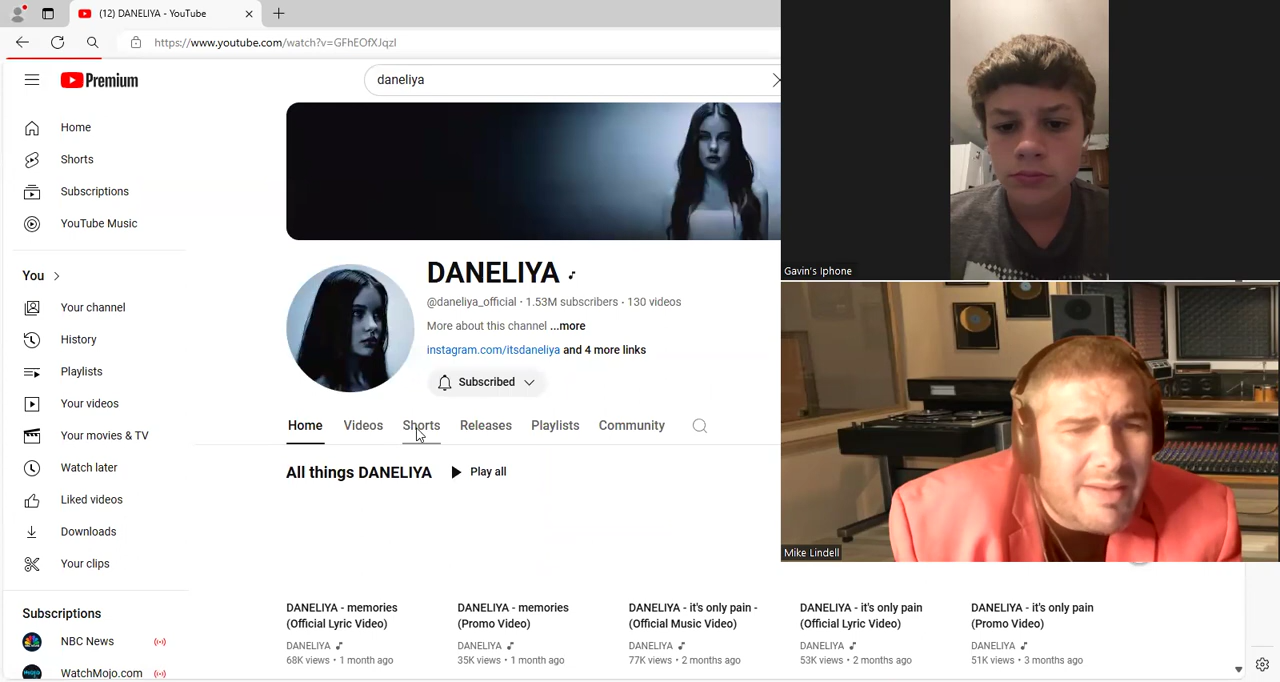 (12) DANELIYA - YouTube
https://www.youtube.com/watch?v=GFhEOfXJqzI
Premium
daneliya
Home
Shorts
Subscriptions
YouTube Music
You
Your channel
History
Playlists
Your videos
Your movies & TV
Watch later
Liked videos
Downloads
Your clips
Subscriptions
NBC News
WatchMojo.com
DANELIYA
@daneliya_official · 1.53M subscribers · 130 videos
More about this channel ...more
instagram.com/itsdaneliya and 4 more links
Subscribed
Home Videos Shorts Releases Playlists Community
All things DANELIYA Play all
DANELIYA - memories
(Official Lyric Video)
DANELIYA
68K views · 1 month ago
DANELIYA - memories
(Promo Video)
DANELIYA
35K views · 1 month ago
DANELIYA - it's only pain -
(Official Music Video)
DANELIYA
77K views · 2 months ago
DANELIYA - it's only pain
(Official Lyric Video)
DANELIYA
53K views · 2 months ago
DANELIYA - it's only pain
(Promo Video)
DANELIYA
51K views · 3 months ago
Gavin's Iphone
Mike Lindell